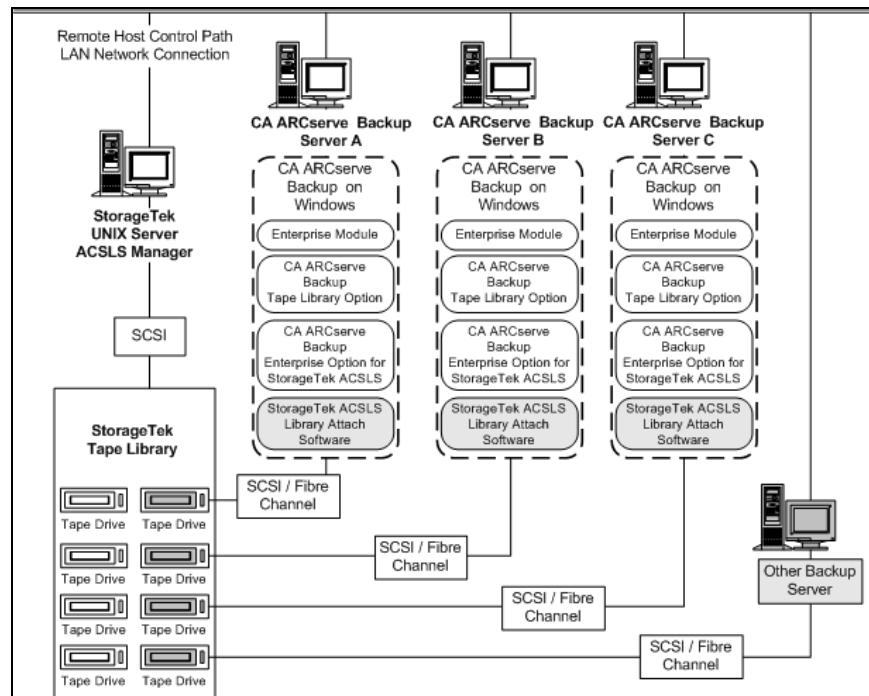 Remote Host Control Path
LAN Network Connection
StorageTek
UNIX Server
ACSLS Manager
SCSI
StorageTek
Tape Library
Tape Drive
Tape Drive
Tape Drive
Tape Drive
Tape Drive
Tape Drive
Tape Drive
Tape Drive
CA ARCserve Backup
Server A
CA ARCserve
Backup on
Windows
Enterprise Module
CA ARCserve
Backup
Tape Library Option
CA ARCserve
Backup
Enterprise Option for
StorageTek ACSLS
StorageTek ACSLS
Library Attach
Software
SCSI / Fibre
Channel
CA ARCserve Backup
Server B
CA ARCserve
Backup on
Windows
Enterprise Module
CA ARCserve
Backup
Tape Library Option
CA ARCserve
Backup
Enterprise Option for
StorageTek ACSLS
StorageTek ACSLS
Library Attach
Software
SCSI / Fibre
Channel
CA ARCserve Backup
Server C
CA ARCserve
Backup on
Windows
Enterprise Module
CA ARCserve
Backup
Tape Library Option
CA ARCserve
Backup
Enterprise Option for
StorageTek ACSLS
StorageTek ACSLS
Library Attach
Software
SCSI / Fibre
Channel
Other Backup
Server
SCSI / Fibre
Channel